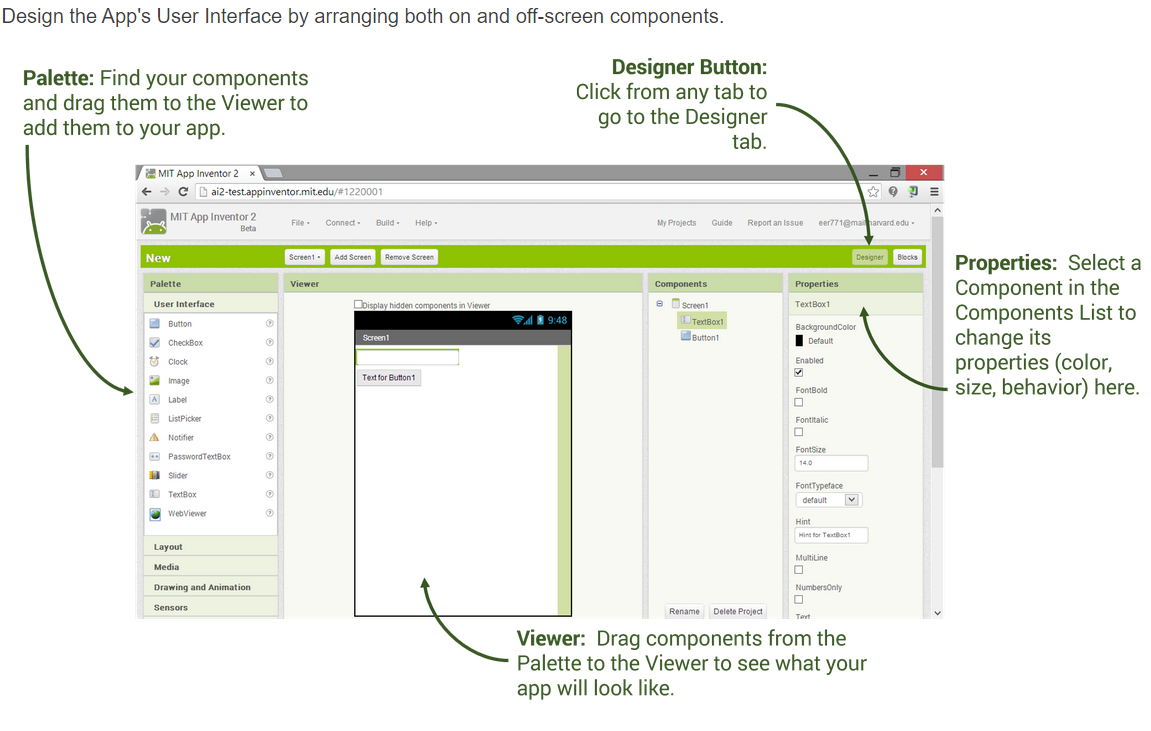 Design the App's User Interface by arranging both on and off-screen components.
Palette: Find your components
and drag them to the Viewer to
add them to your app.
Designer Button:
Click from any tab to
go to the Designer
tab.
MIT App Inventor 2
ai2-test.appinventor.mit.edu/#1220001
MIT App Inventor 2
Beta
File
Connect
Build
Help
My Projects
Guide
Report an Issue
New
Screen1
Add Screen
Remove Screen
Designer
Blocks
Palette
User Interface
Button
CheckBox
Clock
Image
Label
ListPicker
Notifier
PasswordTextBox
Slider
TextBox
WebViewer
Layout
Media
Drawing and Animation
Sensors
Viewer
Display hidden components in Viewer
9:48
Screen1
Text for Button1
Components
Screen1
TextBox1
Button1
Rename
Delete Project
Properties
TextBox1
BackgroundColor
Default
Enabled
FontBold
FontItalic
FontSize
14.0
FontTypeface
default
Hint
Hint for TextBox1
MultiLine
NumbersOnly
Text
Properties: Select a
Component in the
Components List to
change its
properties (color,
size, behavior) here.
Viewer: Drag components from the
Palette to the Viewer to see what your
app will look like.